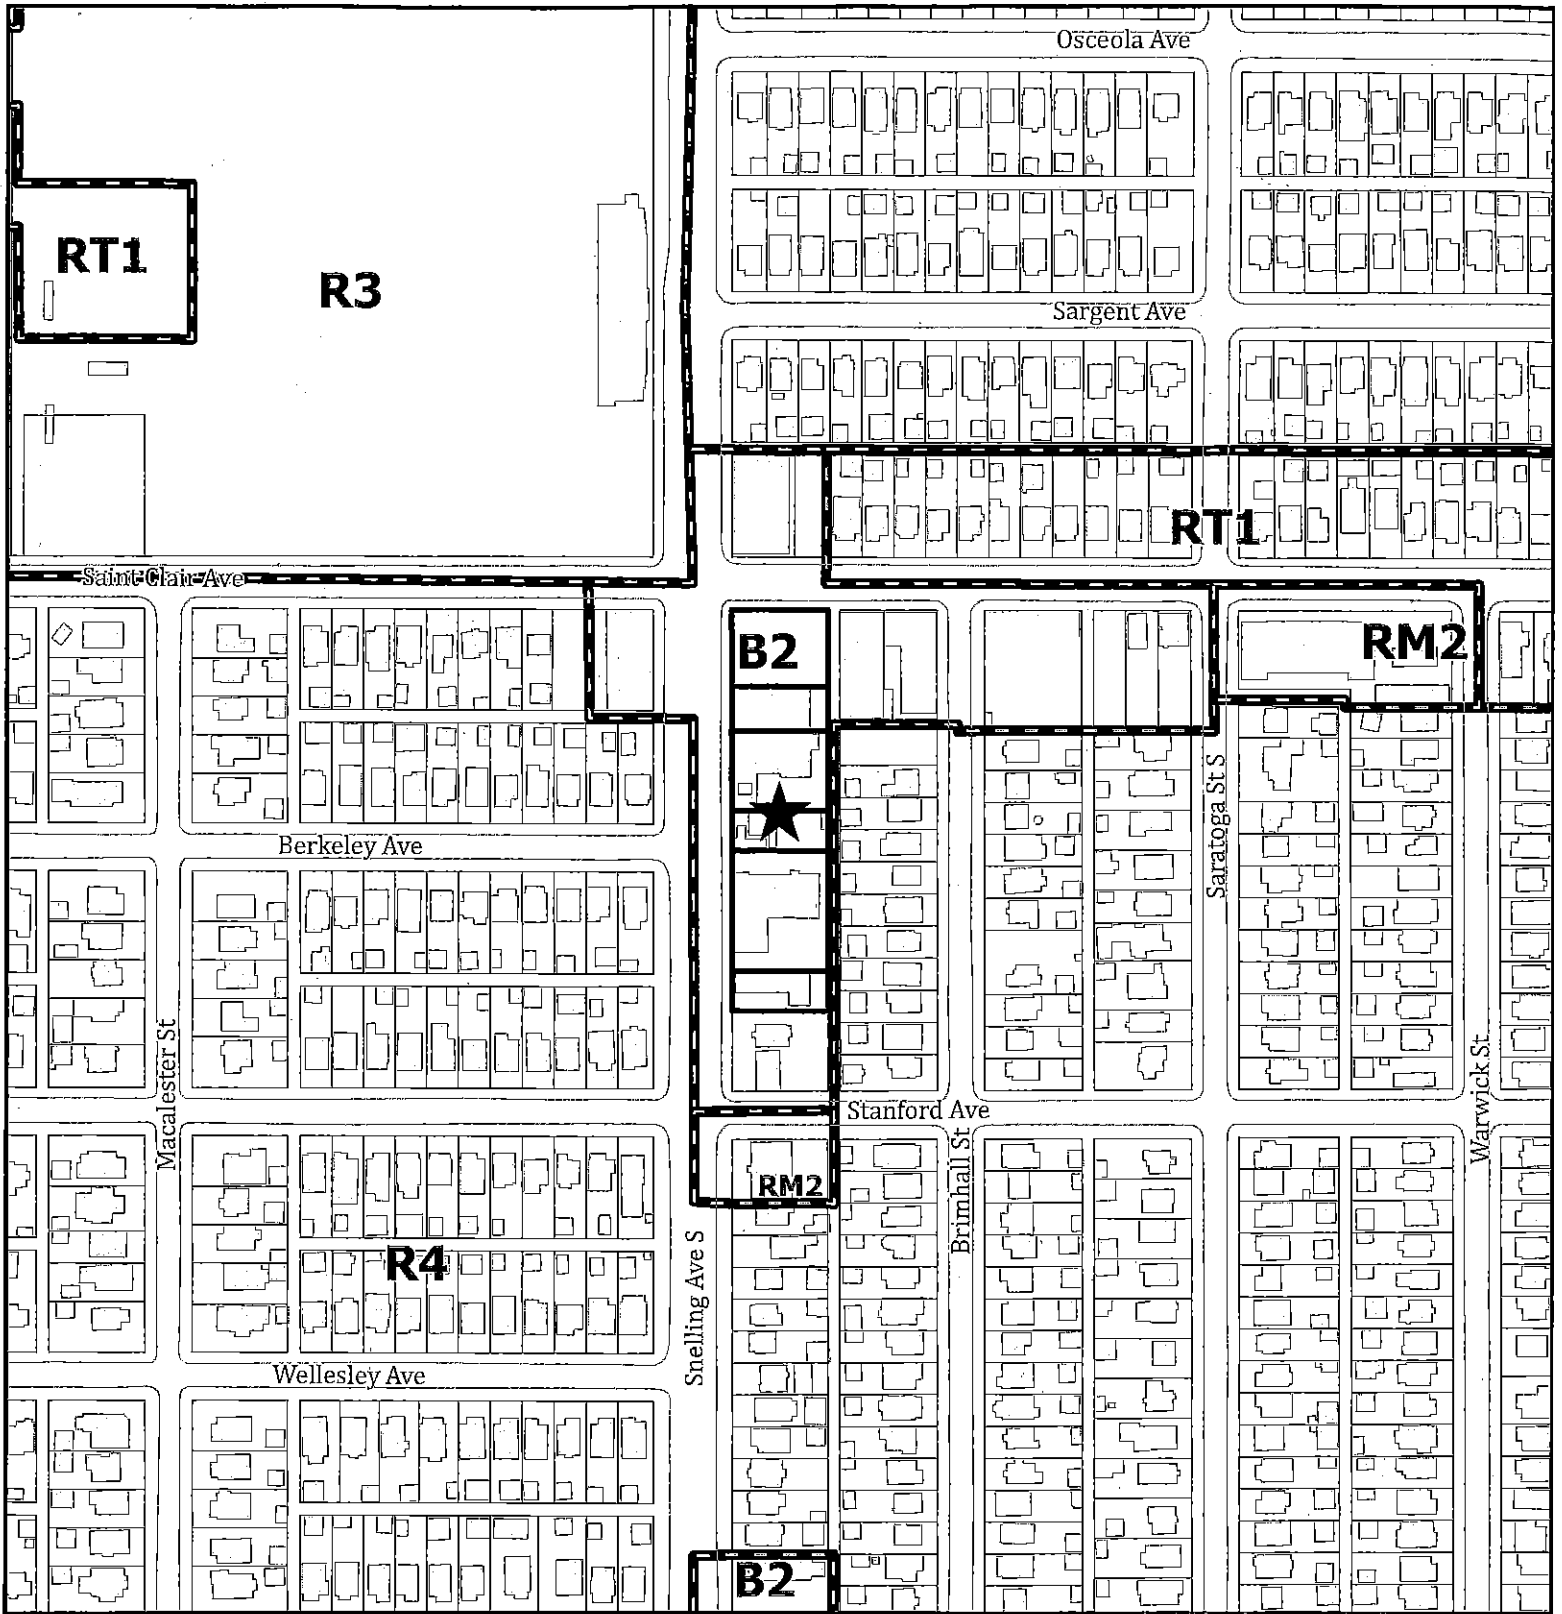 Osceola Ave
RT1
R3
Sargent Ave
RT1
Saint Clair Ave
B2
RM2
Saratoga St S
Berkeley Ave
Macalester St
Stanford Ave
Warwick St
Brimhall St
RM2
R4
Snelling Ave S
Wellesley Ave
B2